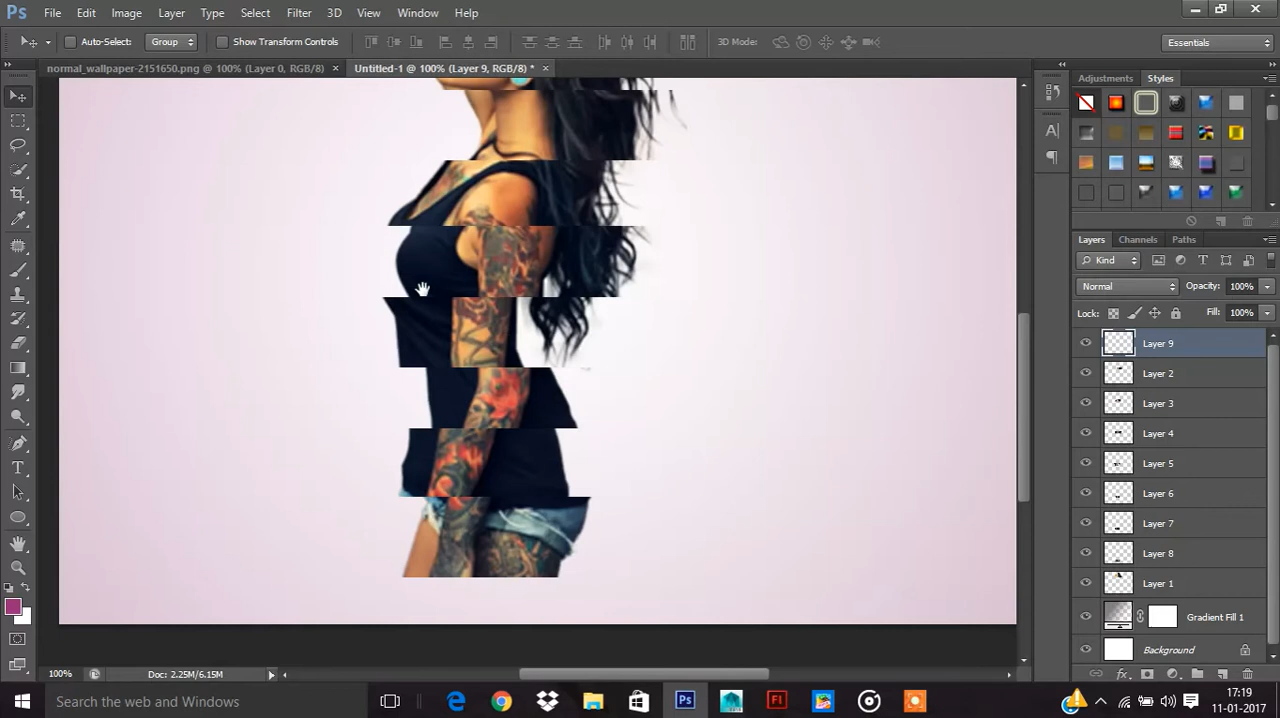 Ps File Edit Image Layer Type Select Filter 3D View Window Help
Auto-Select: Group Show Transform Controls 3D Mode: Essentials
normal_wallpaper-2151650.png @ 100% (Layer 0, RGB/8) × Untitled-1 @ 100% (Layer 9, RGB/8) * ×
Adjustments Styles
Layers Channels Paths
Kind
Normal Opacity: 100%
Lock: Fill: 100%
Layer 9
Layer 2
Layer 3
Layer 4
Layer 5
Layer 6
Layer 7
Layer 8
Layer 1
Gradient Fill 1
Background
100% Doc: 2.25M/6.15M
Search the web and Windows
17:19
11-01-2017